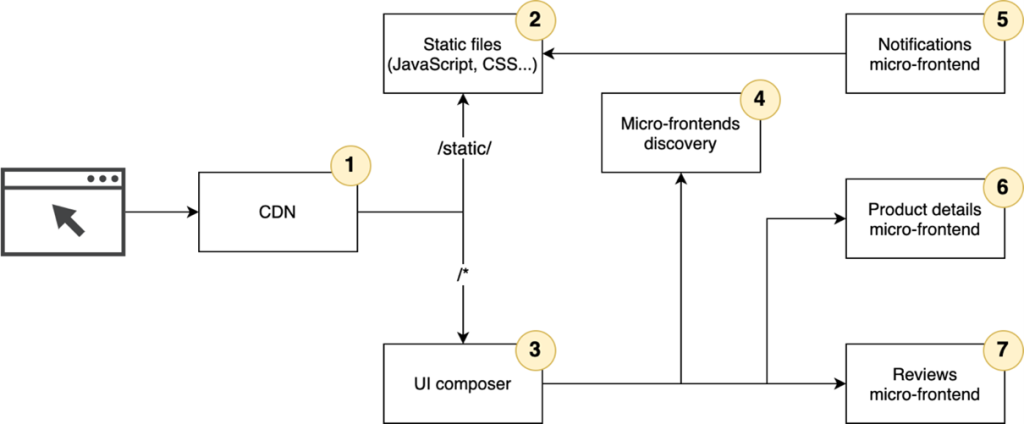 1
CDN
2
Static files
(JavaScript, CSS...)
/static/
/*
3
UI composer
4
Micro-frontends
discovery
5
Notifications
micro-frontend
6
Product details
micro-frontend
7
Reviews
micro-frontend